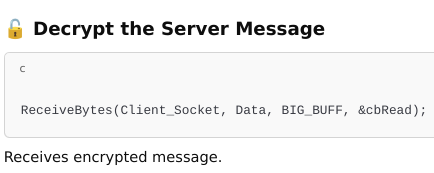 🔓 Decrypt the Server Message
c
ReceiveBytes(Client_Socket, Data, BIG_BUFF, &cbRead);
Receives encrypted message.